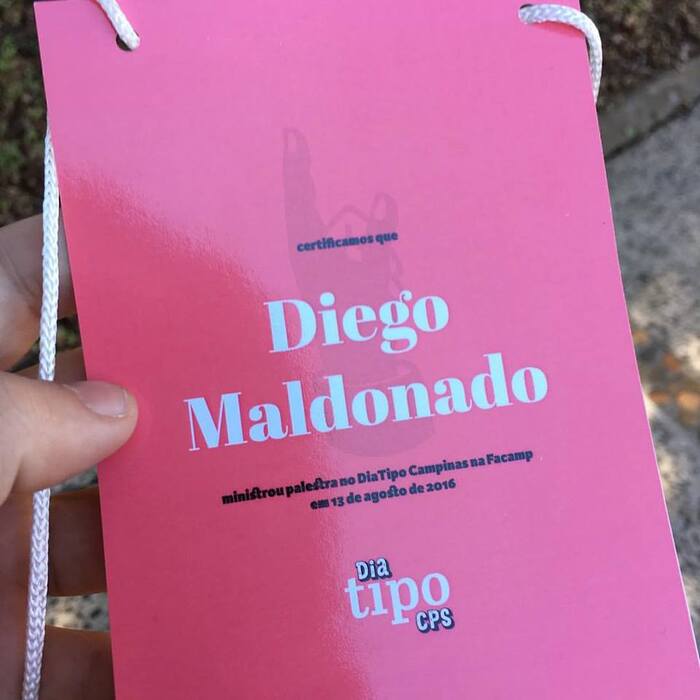 certificamos que
Diego
Maldonado
ministrou palestra no DiaTipo Campinas na Facamp
em 13 de agosto de 2016
Dia
tipo
CPS